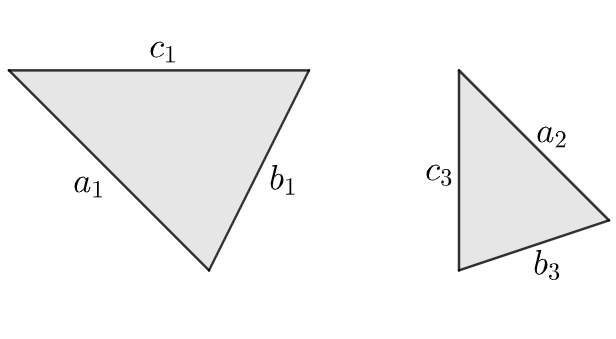 c₁
a₁
b₁
a₂
c₃
b₃